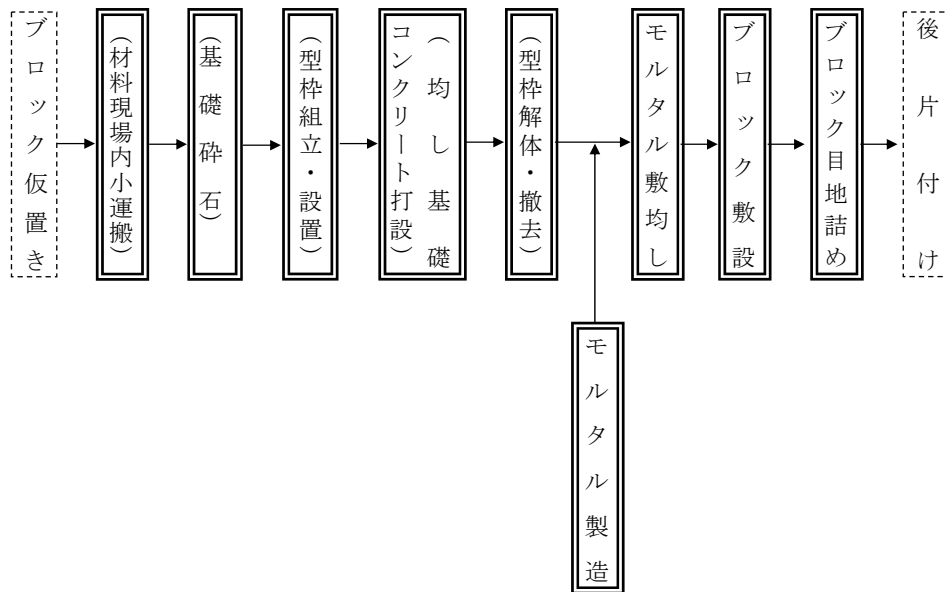 ブロック仮置き
(材料現場内小運搬)
(基礎砕石)
(型枠組立・設置)
(均し基礎
コンクリート打設)
(型枠解体・撤去)
モルタル敷均し
ブロック敷設
ブロック目地詰め
後片付け
モルタル製造